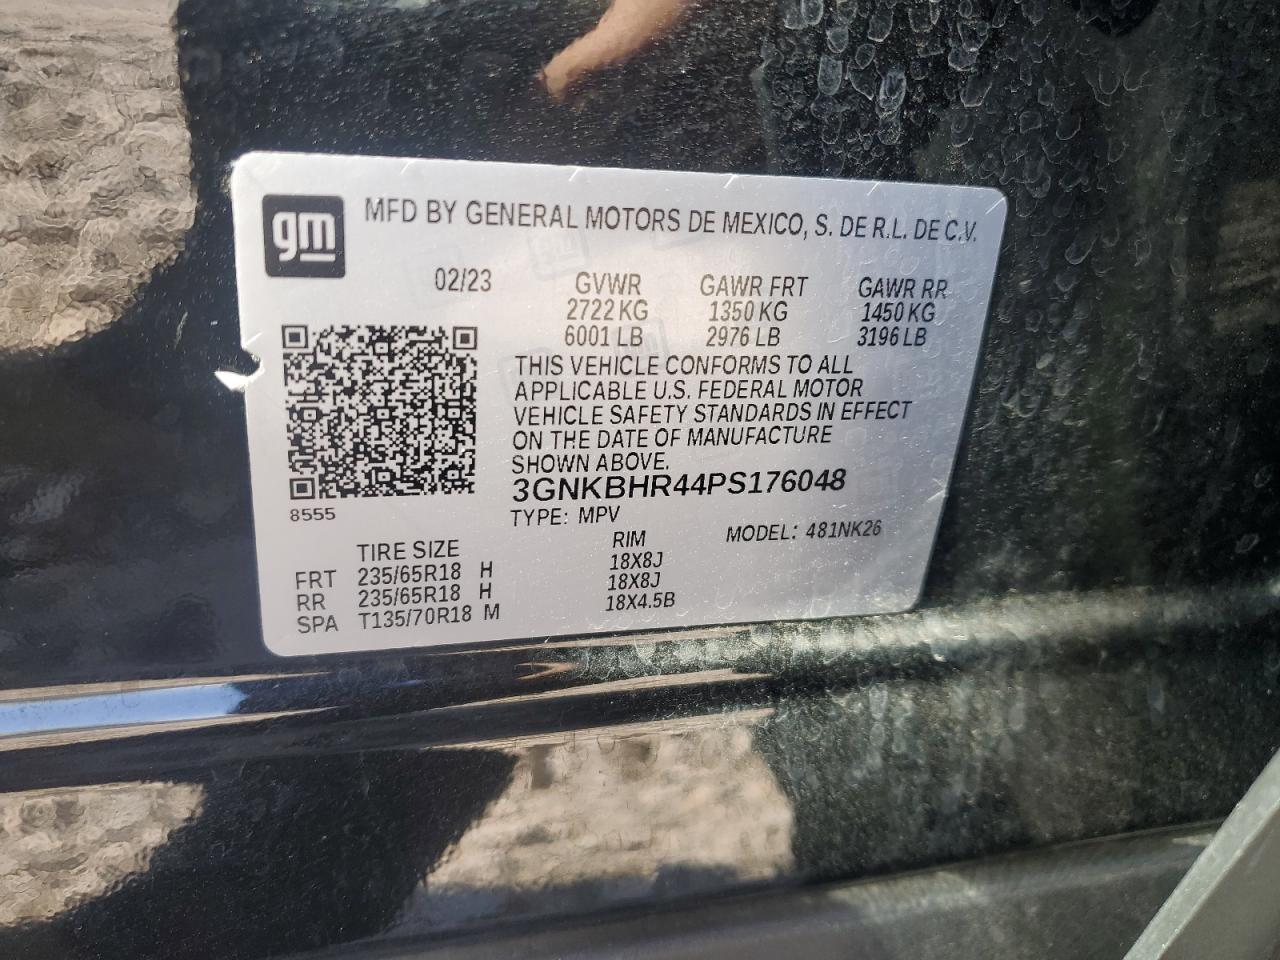 gm
MFD BY GENERAL MOTORS DE MEXICO, S. DE R.L. DE C.V.
02/23 GVWR GAWR FRT GAWR RR
2722 KG 1350 KG 1450 KG
6001 LB 2976 LB 3196 LB
THIS VEHICLE CONFORMS TO ALL
APPLICABLE U.S. FEDERAL MOTOR
VEHICLE SAFETY STANDARDS IN EFFECT
ON THE DATE OF MANUFACTURE
SHOWN ABOVE.
3GNKBHR44PS176048
8555
TYPE: MPV MODEL: 481NK26
TIRE SIZE RIM
FRT 235/65R18 H 18X8J
RR 235/65R18 H 18X8J
SPA T135/70R18 M 18X4.5B